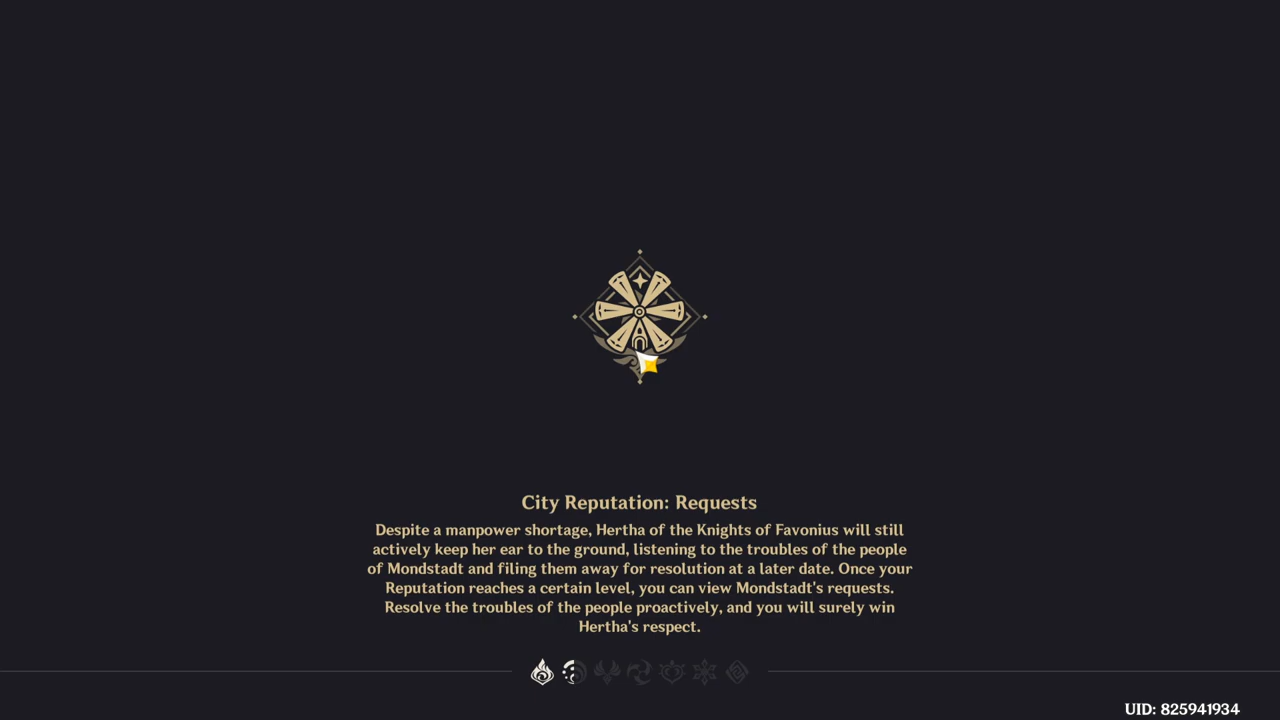 City Reputation: Requests
Despite a manpower shortage, Hertha of the Knights of Favonius will still
actively keep her ear to the ground, listening to the troubles of the people
of Mondstadt and filing them away for resolution at a later date. Once your
Reputation reaches a certain level, you can view Mondstadt's requests.
Resolve the troubles of the people proactively, and you will surely win
Hertha's respect.
UID: 825941934